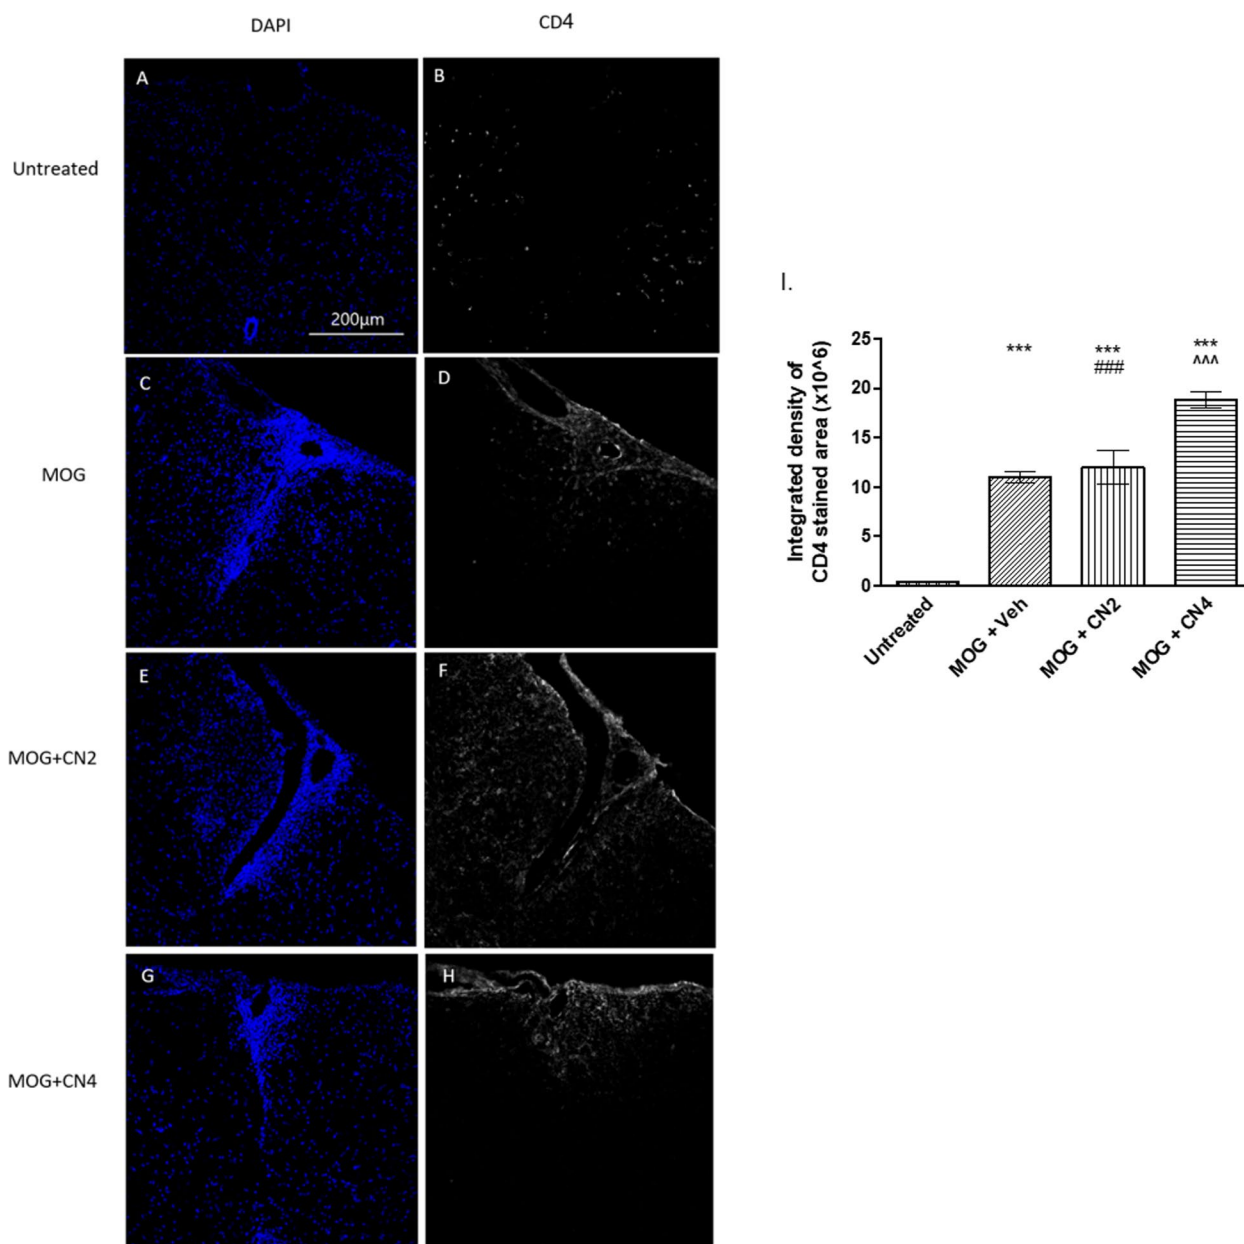 DAPI CD4
Untreated
A
B
200μm
MOG
C
D
MOG+CN2
E
F
MOG+CN4
G
H
I.
Integrated density of
CD4 stained area (x10^6)
25
20
15
10
5
0
***
***
###
***
^^^
Untreated
MOG + Veh
MOG + CN2
MOG + CN4